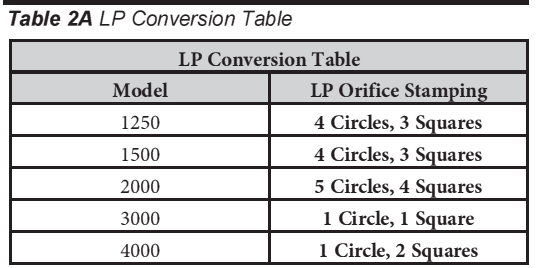 Table 2A LP Conversion Table
LP Conversion Table
Model LP Orifice Stamping
1250 4 Circles, 3 Squares
1500 4 Circles, 3 Squares
2000 5 Circles, 4 Squares
3000 1 Circle, 1 Square
4000 1 Circle, 2 Squares